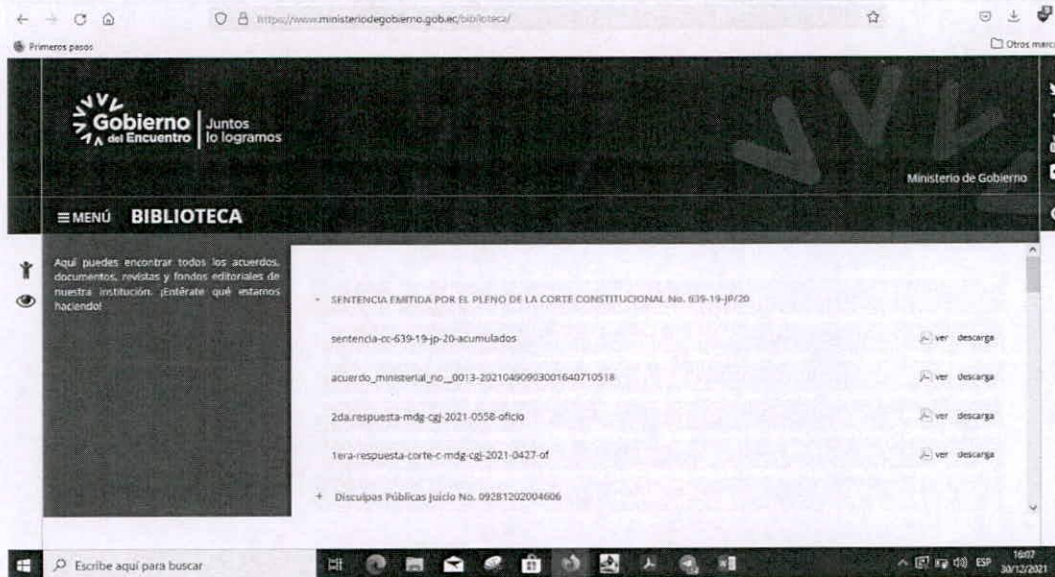 https://www.ministeriodegobierno.gob.ec/biblioteca/
Primeros pasos
Otros marc
Gobierno
del Encuentro
Juntos
lo logramos
Ministerio de Gobierno
MENÚ BIBLIOTECA
Aquí puedes encontrar todos los acuerdos,
documentos, revistas y fondos editoriales de
nuestra institución. ¡Entérate qué estamos
haciendo!
- SENTENCIA EMITIDA POR EL PLENO DE LA CORTE CONSTITUCIONAL No. 639-19-JP/20
sentencia-cc-639-19-jp-20-acumulados ver descarga
acuerdo_ministerial_no__0013-20210490903001640710518 ver descarga
2da.respuesta-mdg-cgj-2021-0558-oficio ver descarga
1era-respuesta-corte-c-mdg-cgj-2021-0427-of ver descarga
+ Disculpas Públicas Juicio No. 09281202004606
Escribe aquí para buscar
ESP
16:07
30/12/2021